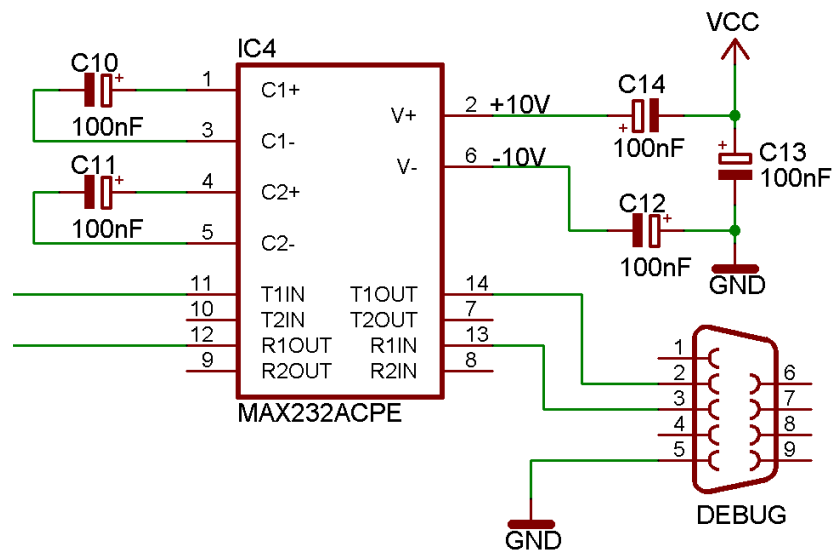 IC4
C10
+
100nF
C11
+
100nF
1 C1+
3 C1-
4 C2+
5 C2-
11 T1IN
10 T2IN
12 R1OUT
9 R2OUT
V+ 2 +10V
V- 6 -10V
T1OUT 14
T2OUT 7
R1IN 13
R2IN 8
MAX232ACPE
VCC
C14
+
100nF
+
C13
100nF
C12
+
100nF
GND
1
2
3
4
5
6
7
8
9
DEBUG
GND